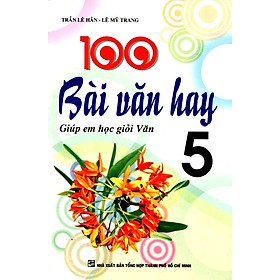 TRẦN LÊ HÂN - LÊ MỸ TRANG
100
Bài văn hay
Giúp em học giỏi Văn
5
NHÀ XUẤT BẢN TỔNG HỢP THÀNH PHỐ HỒ CHÍ MINH